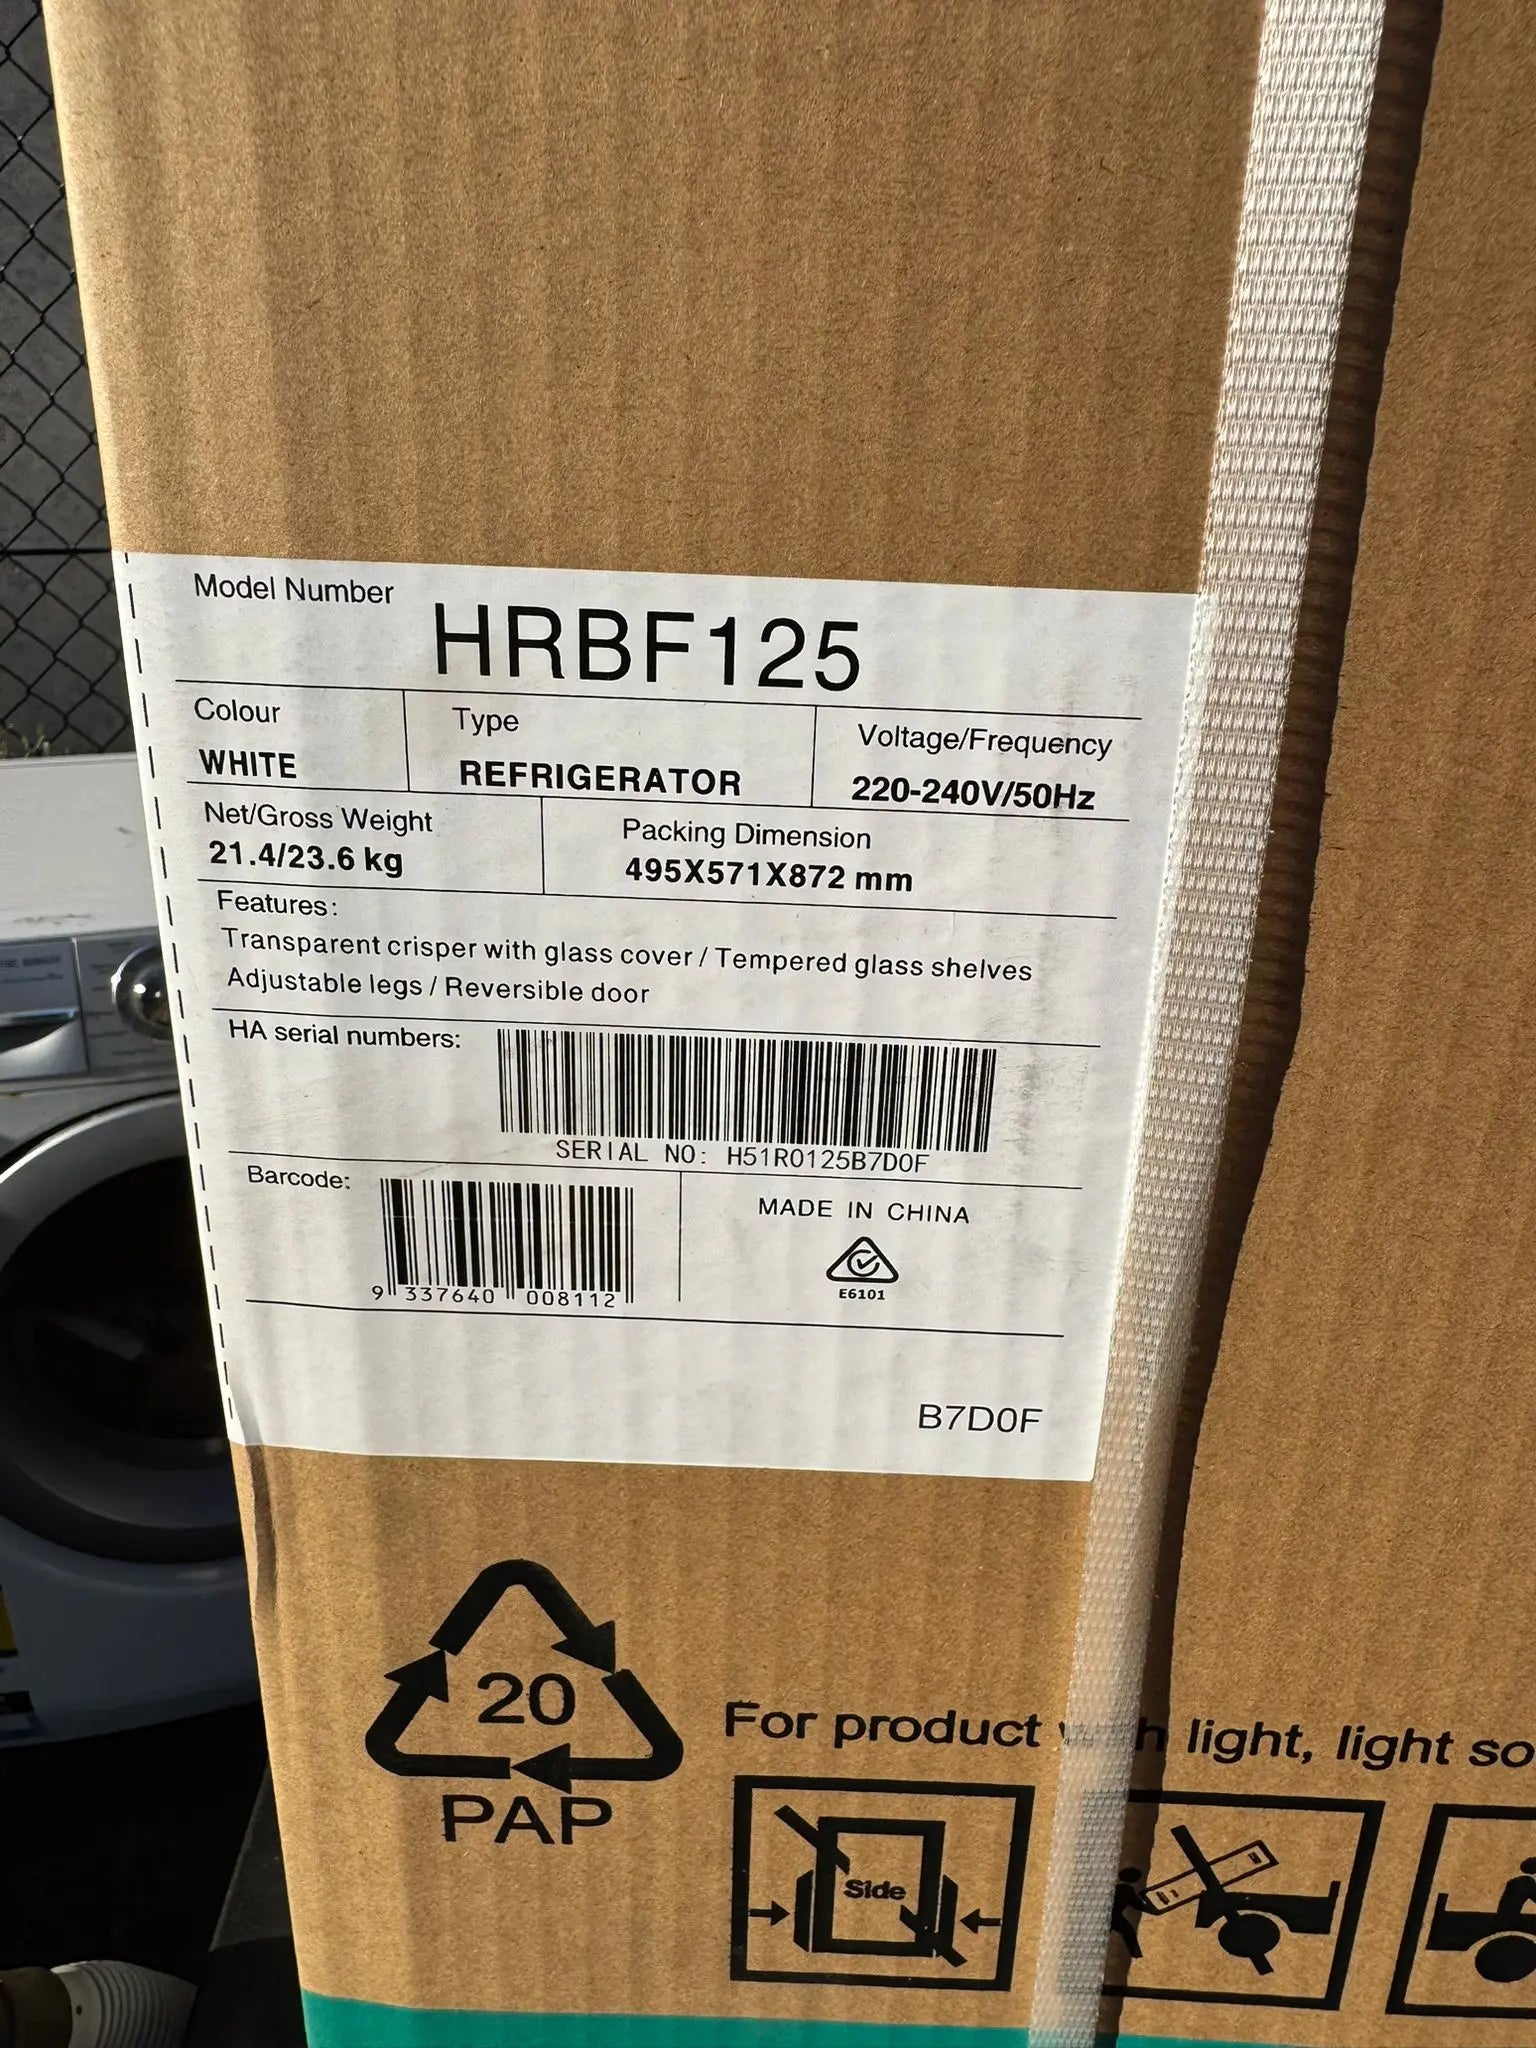 Model Number
HRBF125
Colour
WHITE
Type
REFRIGERATOR
Voltage/Frequency
220-240V/50Hz
Net/Gross Weight
21.4/23.6 kg
Packing Dimension
495X571X872 mm
Features:
Transparent crisper with glass cover / Tempered glass shelves
Adjustable legs / Reversible door
HA serial numbers:
SERIAL NO: H51R0125B7D0F
Barcode:
9 337640 008112
MADE IN CHINA
E6101
B7D0F
20
PAP
For product light, light so
Side